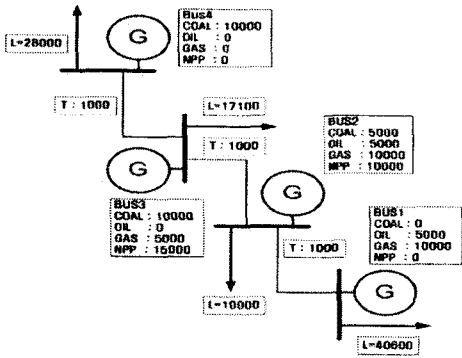 G
Bus4
COAL : 10000
OIL : 0
GAS : 0
NPP : 0
L=28000
T : 1000
L=17100
T : 1000
G
BUS3
COAL : 10000
OIL : 0
GAS : 5000
NPP : 15000
BUS2
COAL : 5000
OIL : 5000
GAS : 10000
NPP : 10000
G
BUS1
COAL : 0
OIL : 5000
GAS : 10000
NPP : 0
T : 1000
G
L=10000
L=40600